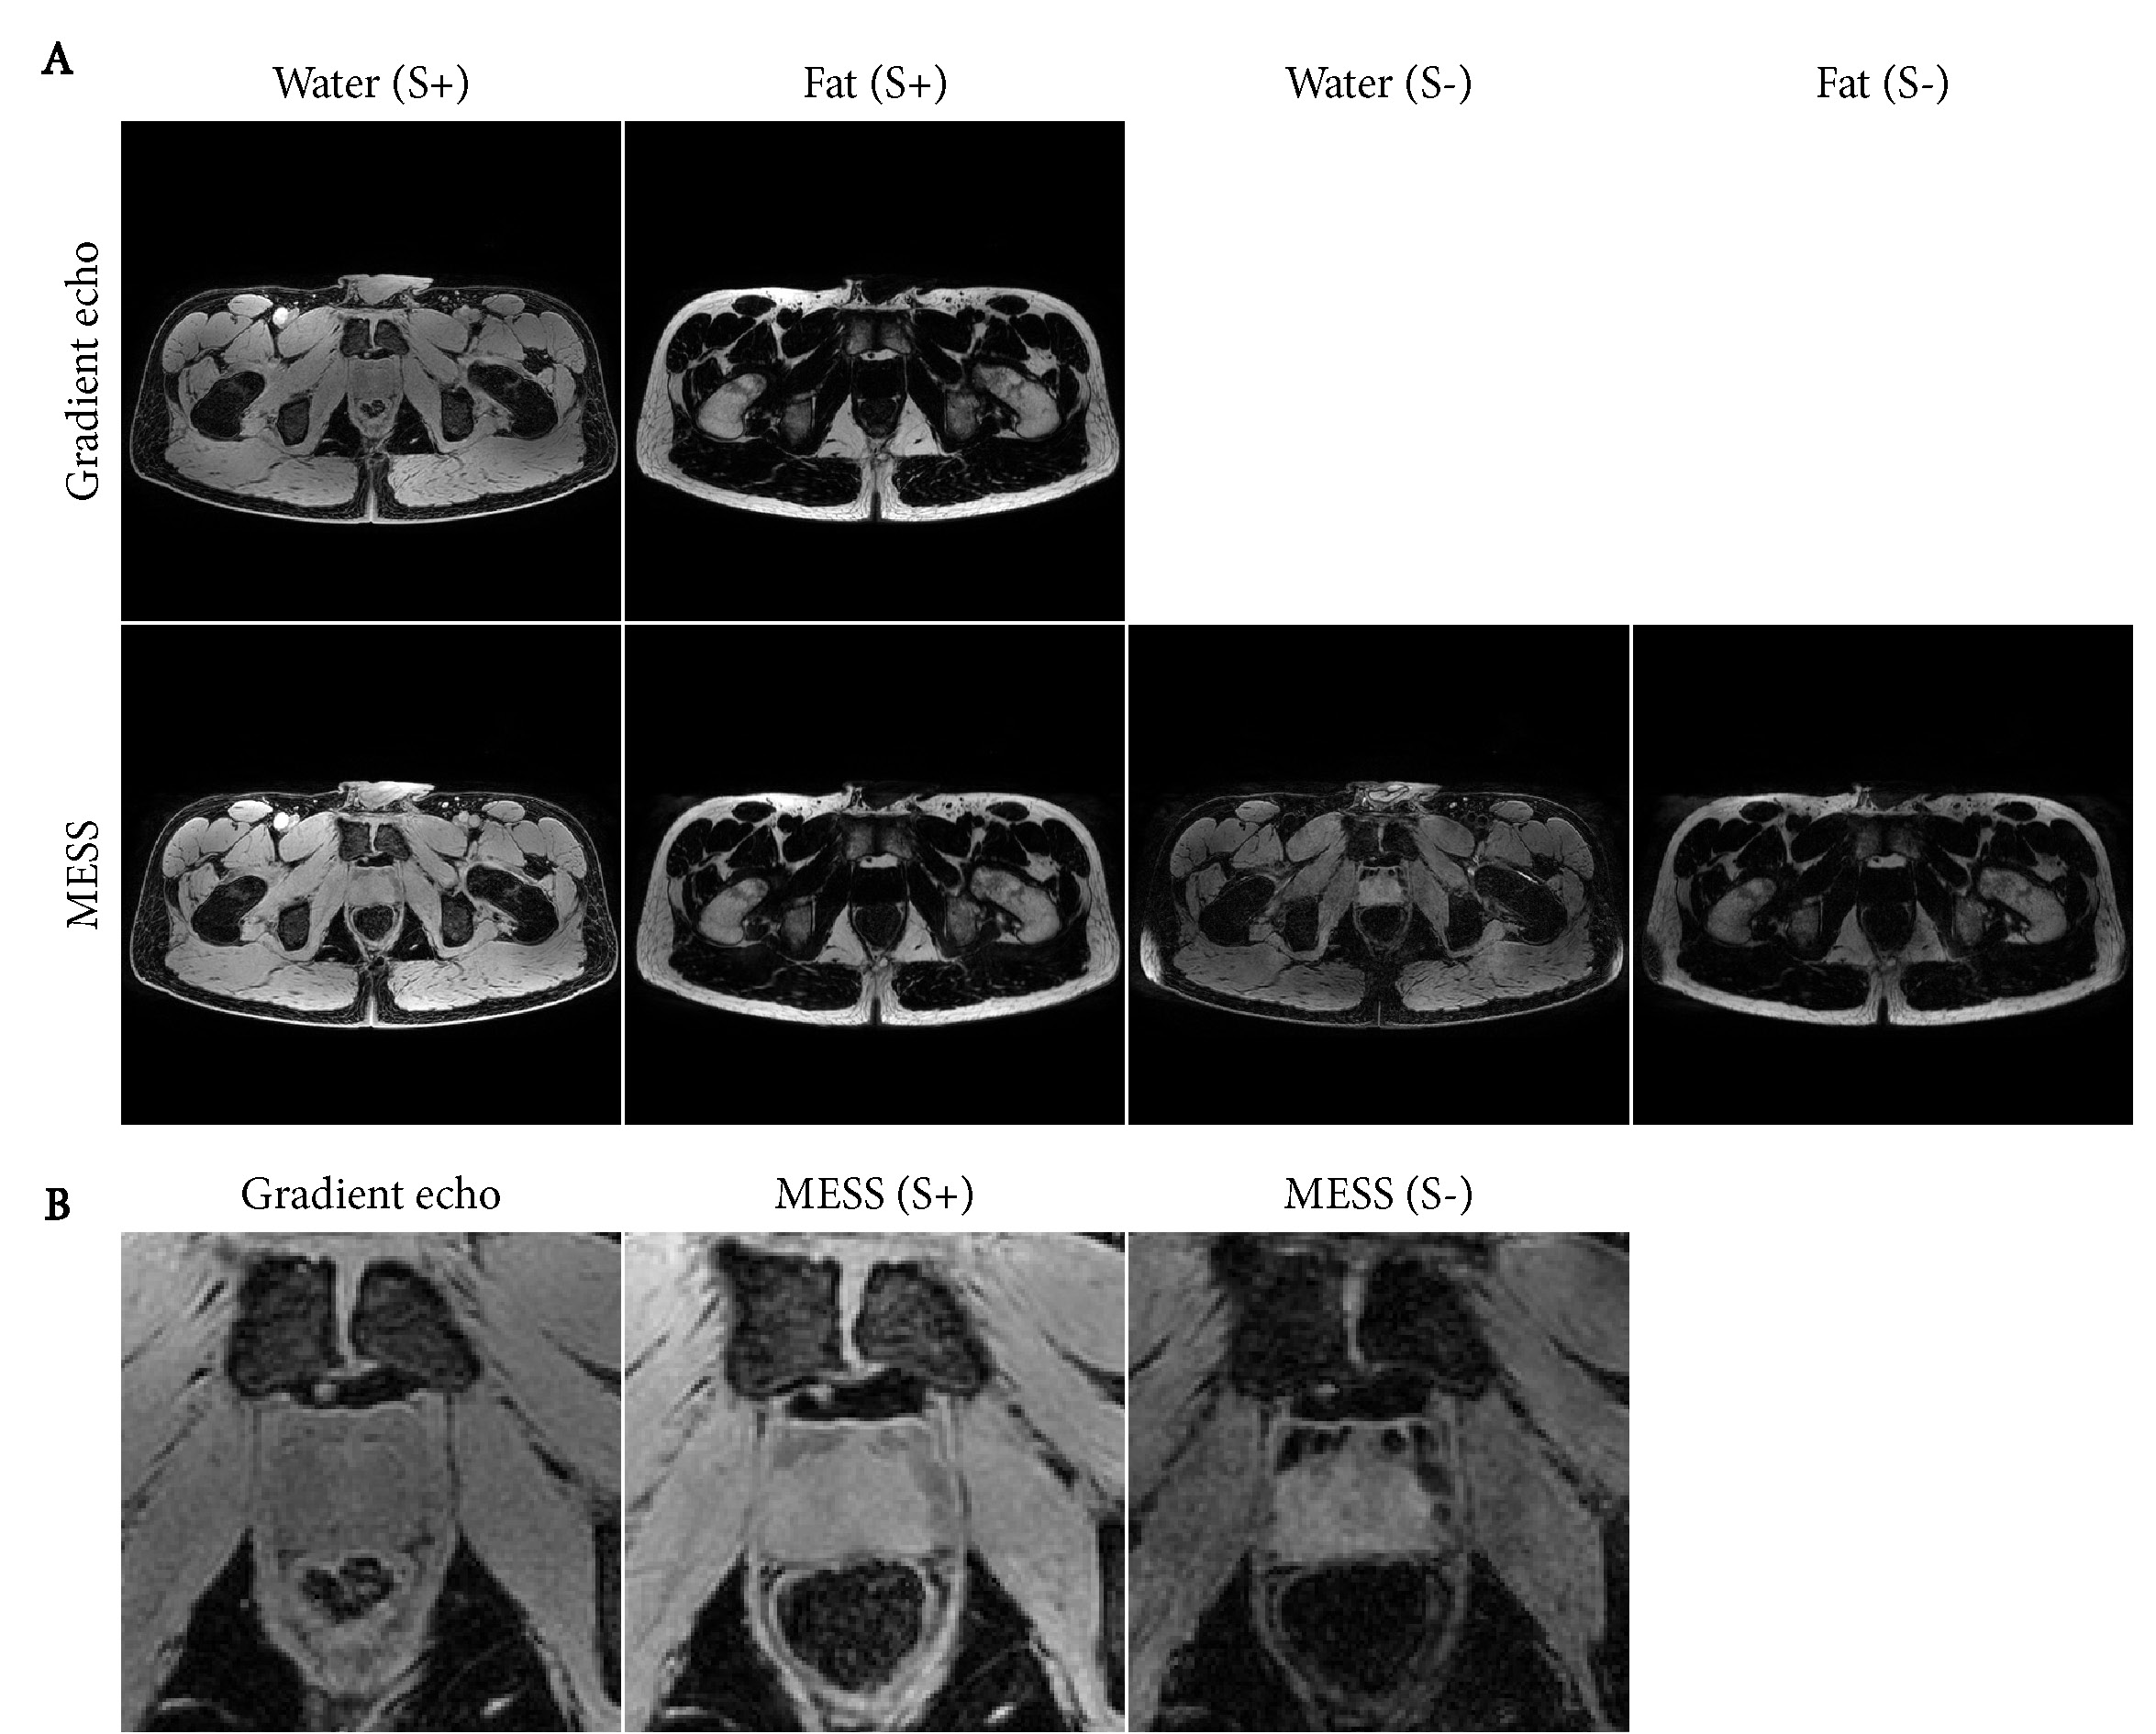 A
Water (S+)
Fat (S+)
Water (S-)
Fat (S-)
Gradient echo
MESS
B
Gradient echo
MESS (S+)
MESS (S-)